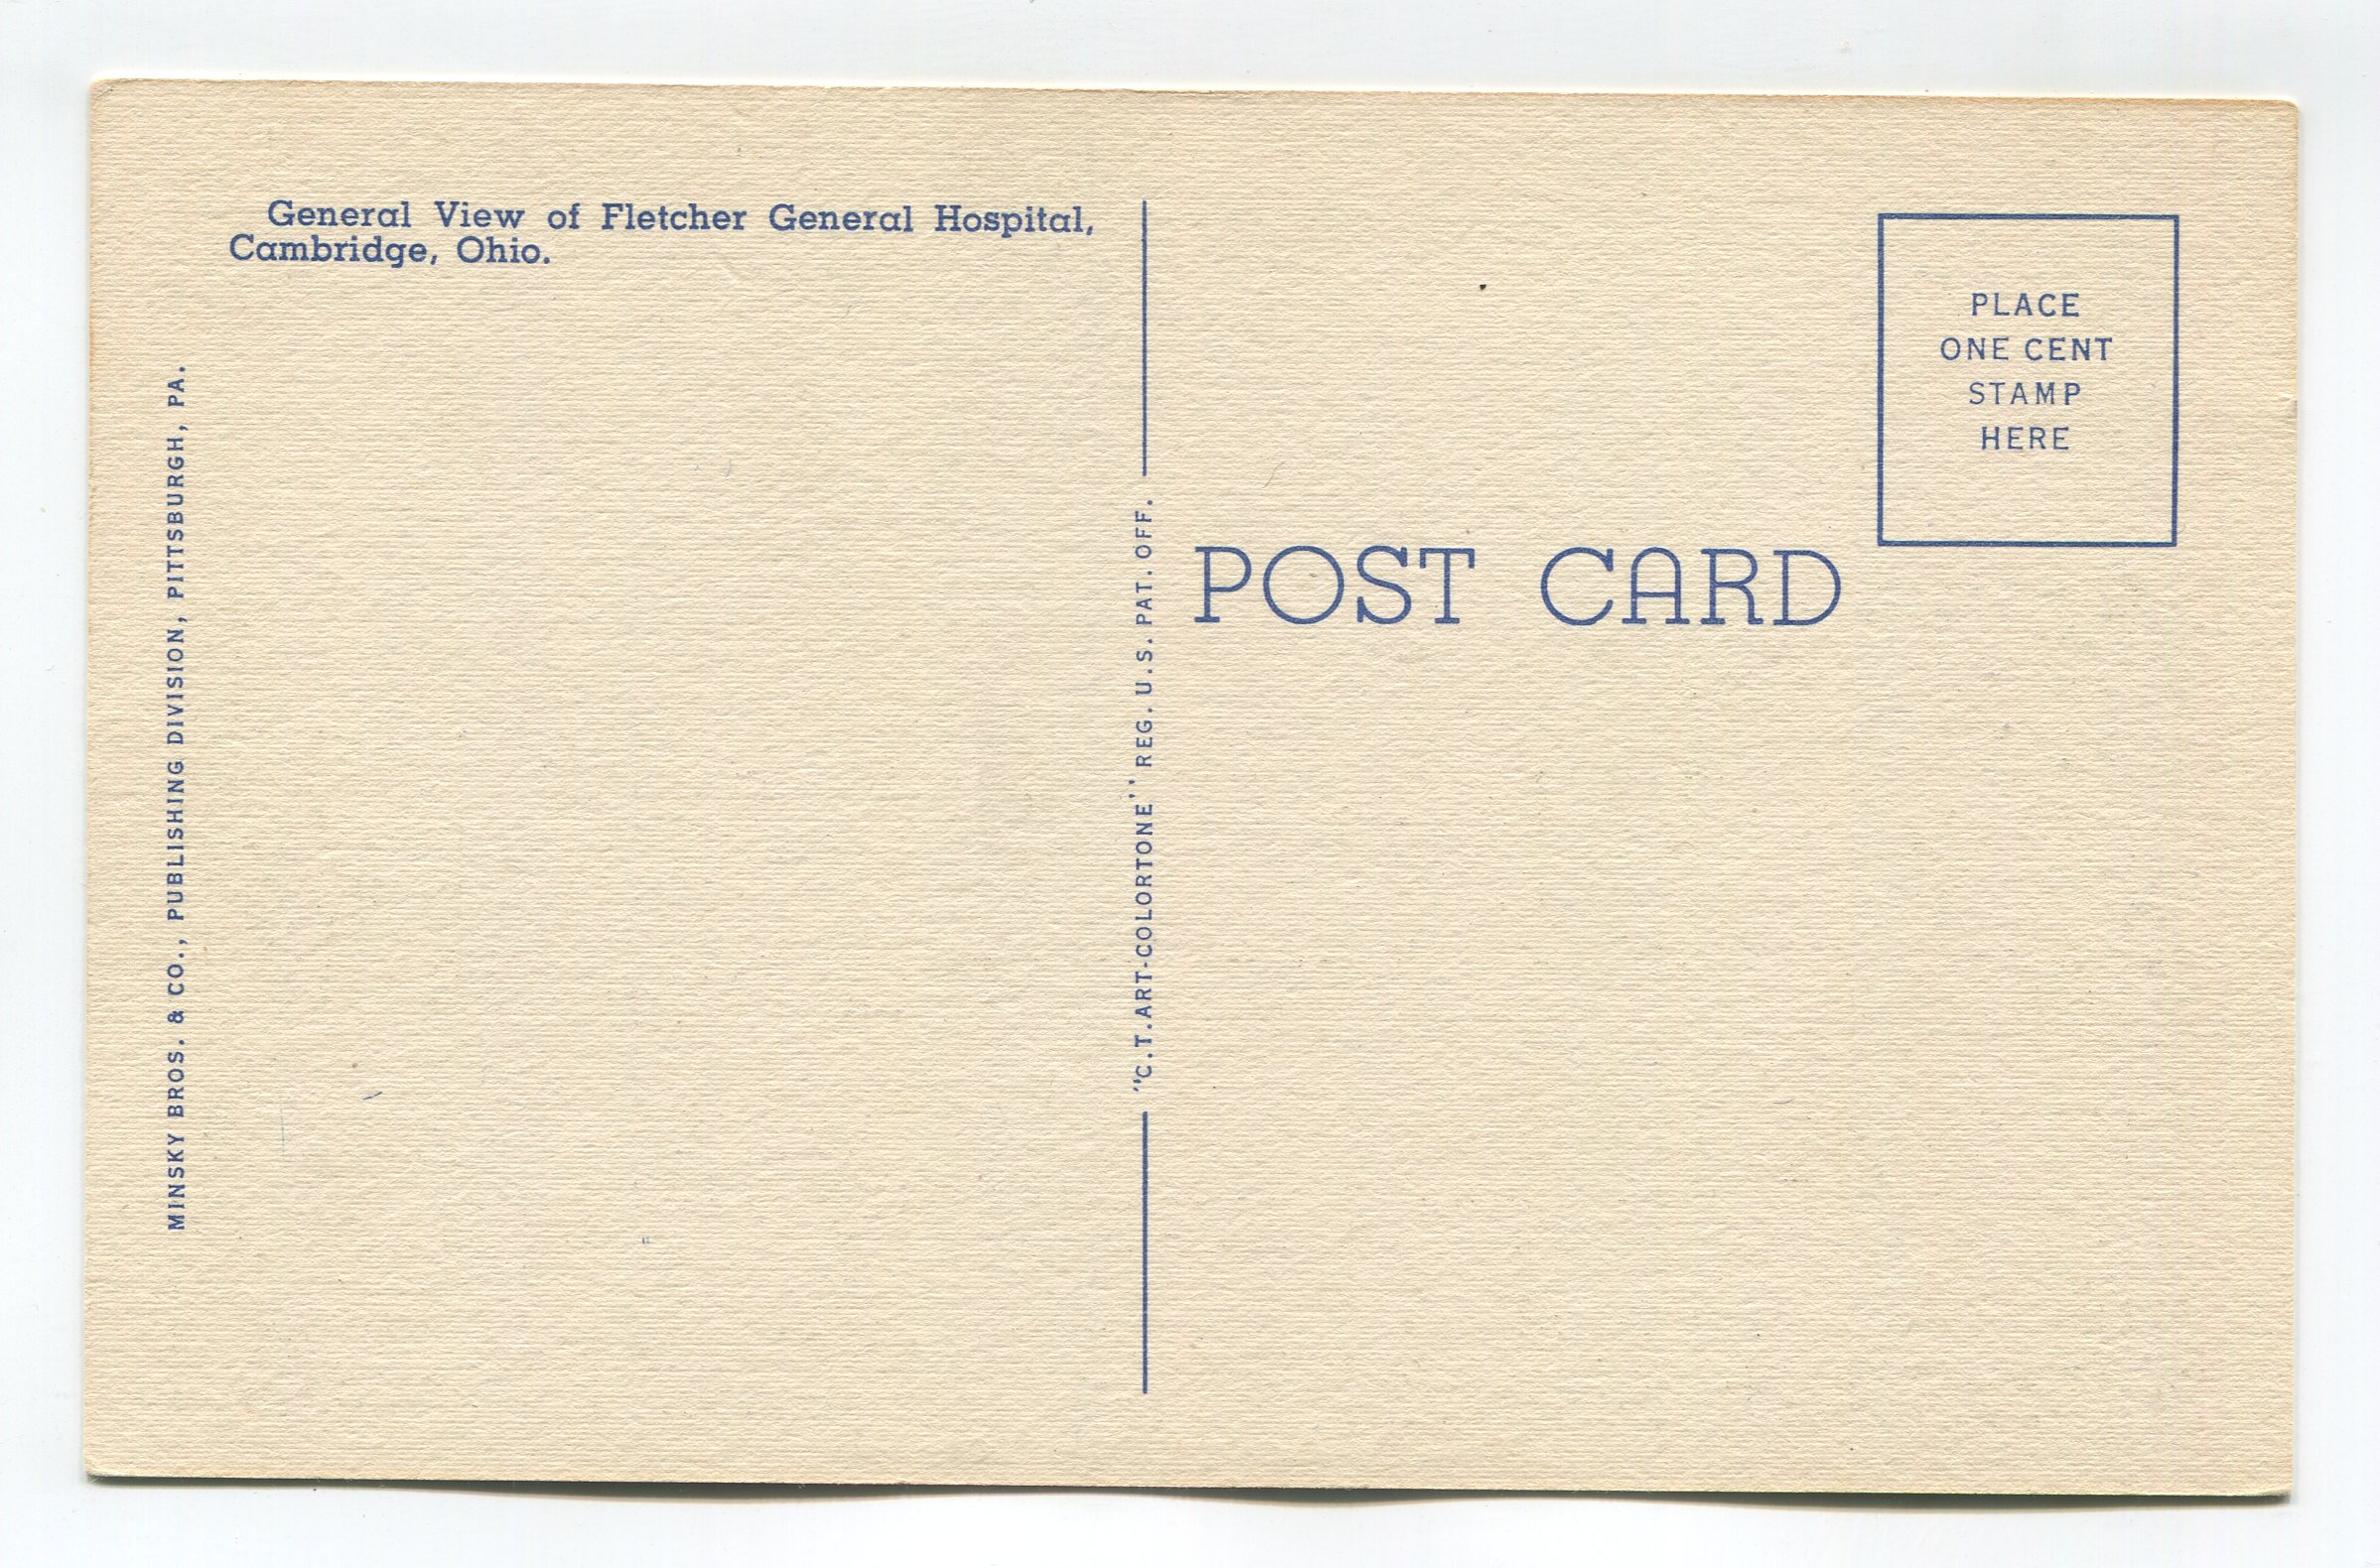 General View of Fletcher General Hospital,
Cambridge, Ohio.
MINSKY BROS. & CO., PUBLISHING DIVISION, PITTSBURGH, PA.
"C.T.ART-COLORTONE" REG. U.S. PAT. OFF.
POST CARD
PLACE
ONE CENT
STAMP
HERE